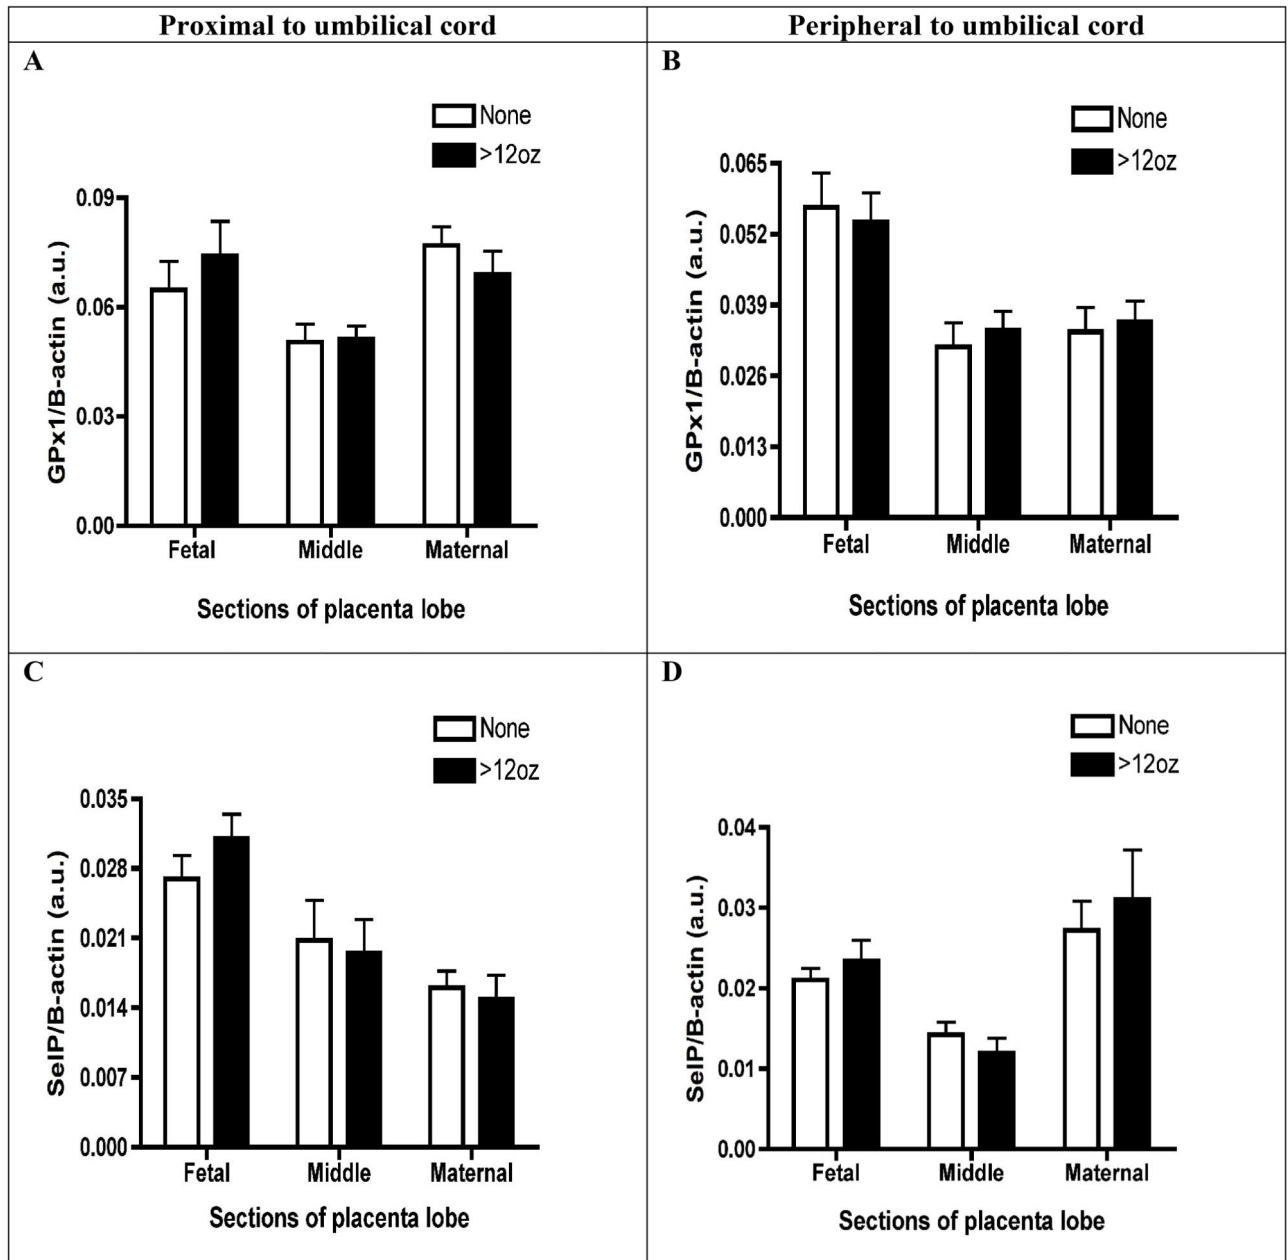 Proximal to umbilical cord
Peripheral to umbilical cord
A
None
>12oz
GPx1/B-actin (a.u.)
0.09
0.06
0.03
0.00
Fetal Middle Maternal
Sections of placenta lobe
B
None
>12oz
GPx1/B-actin (a.u.)
0.065
0.052
0.039
0.026
0.013
0.000
Fetal Middle Maternal
Sections of placenta lobe
C
None
>12oz
SelP/B-actin (a.u.)
0.035
0.028
0.021
0.014
0.007
0.000
Fetal Middle Maternal
Sections of placenta lobe
D
None
>12oz
SelP/B-actin (a.u.)
0.04
0.03
0.02
0.01
0.00
Fetal Middle Maternal
Sections of placenta lobe